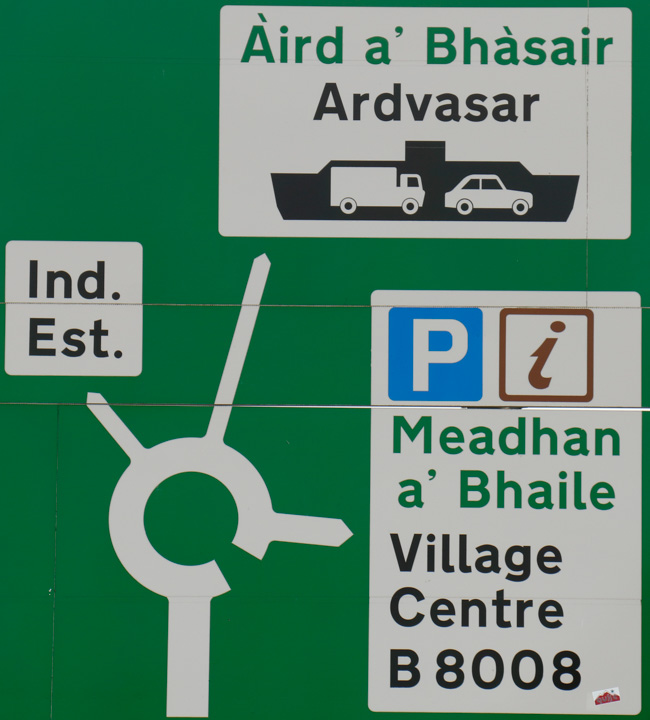 Àird a' Bhàsair
Ardvasar
Ind.
Est.
P i
Meadhan
a' Bhaile
Village
Centre
B 8008